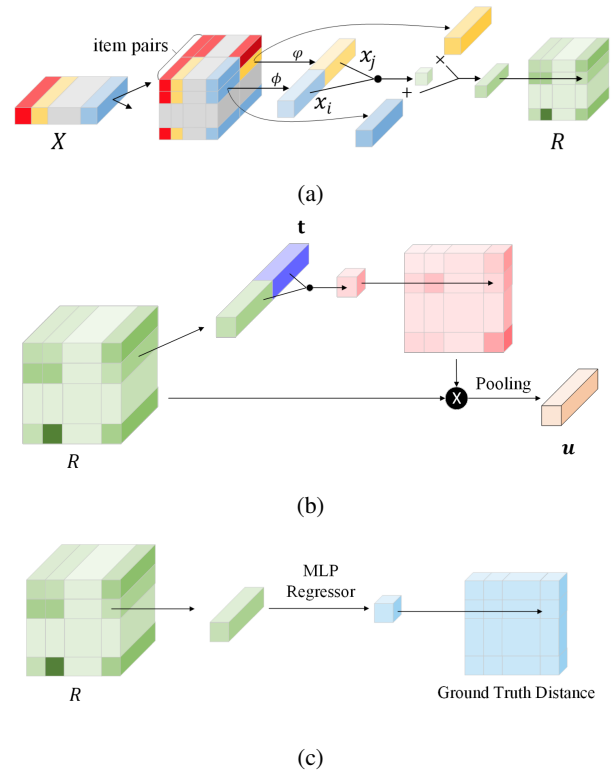 item pairs
φ
x_j
×
ϕ
x_i
+
X
R
(a)
t
Pooling
X
R
u
(b)
MLP
Regressor
R
Ground Truth Distance
(c)